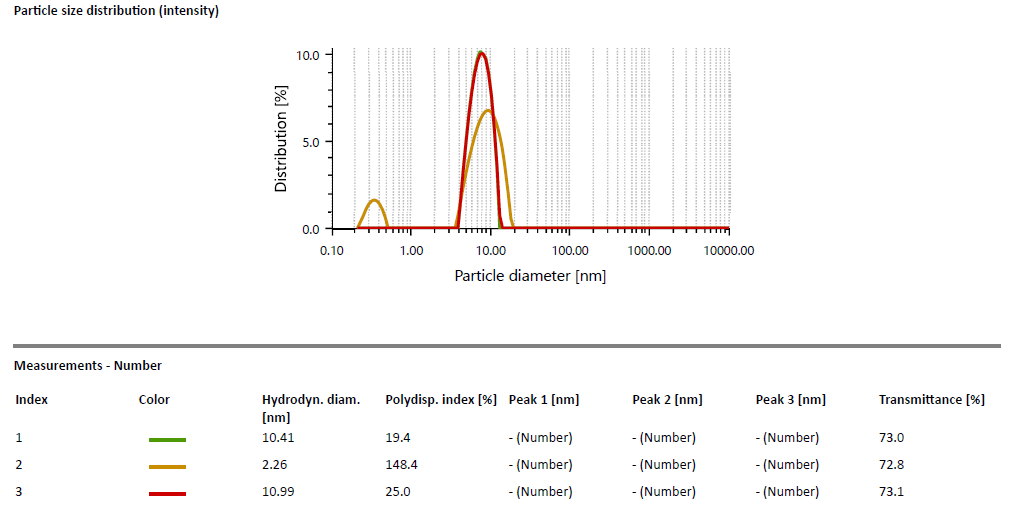 Particle size distribution (intensity)
10.0
5.0
0.0
Distribution [%]
0.10 1.00 10.00 100.00 1000.00 10000.00
Particle diameter [nm]
Measurements - Number
Index Color Hydrodyn. diam. [nm] Polydisp. index [%] Peak 1 [nm] Peak 2 [nm] Peak 3 [nm] Transmittance [%]
1 10.41 19.4 - (Number) - (Number) - (Number) 73.0
2 2.26 148.4 - (Number) - (Number) - (Number) 72.8
3 10.99 25.0 - (Number) - (Number) - (Number) 73.1